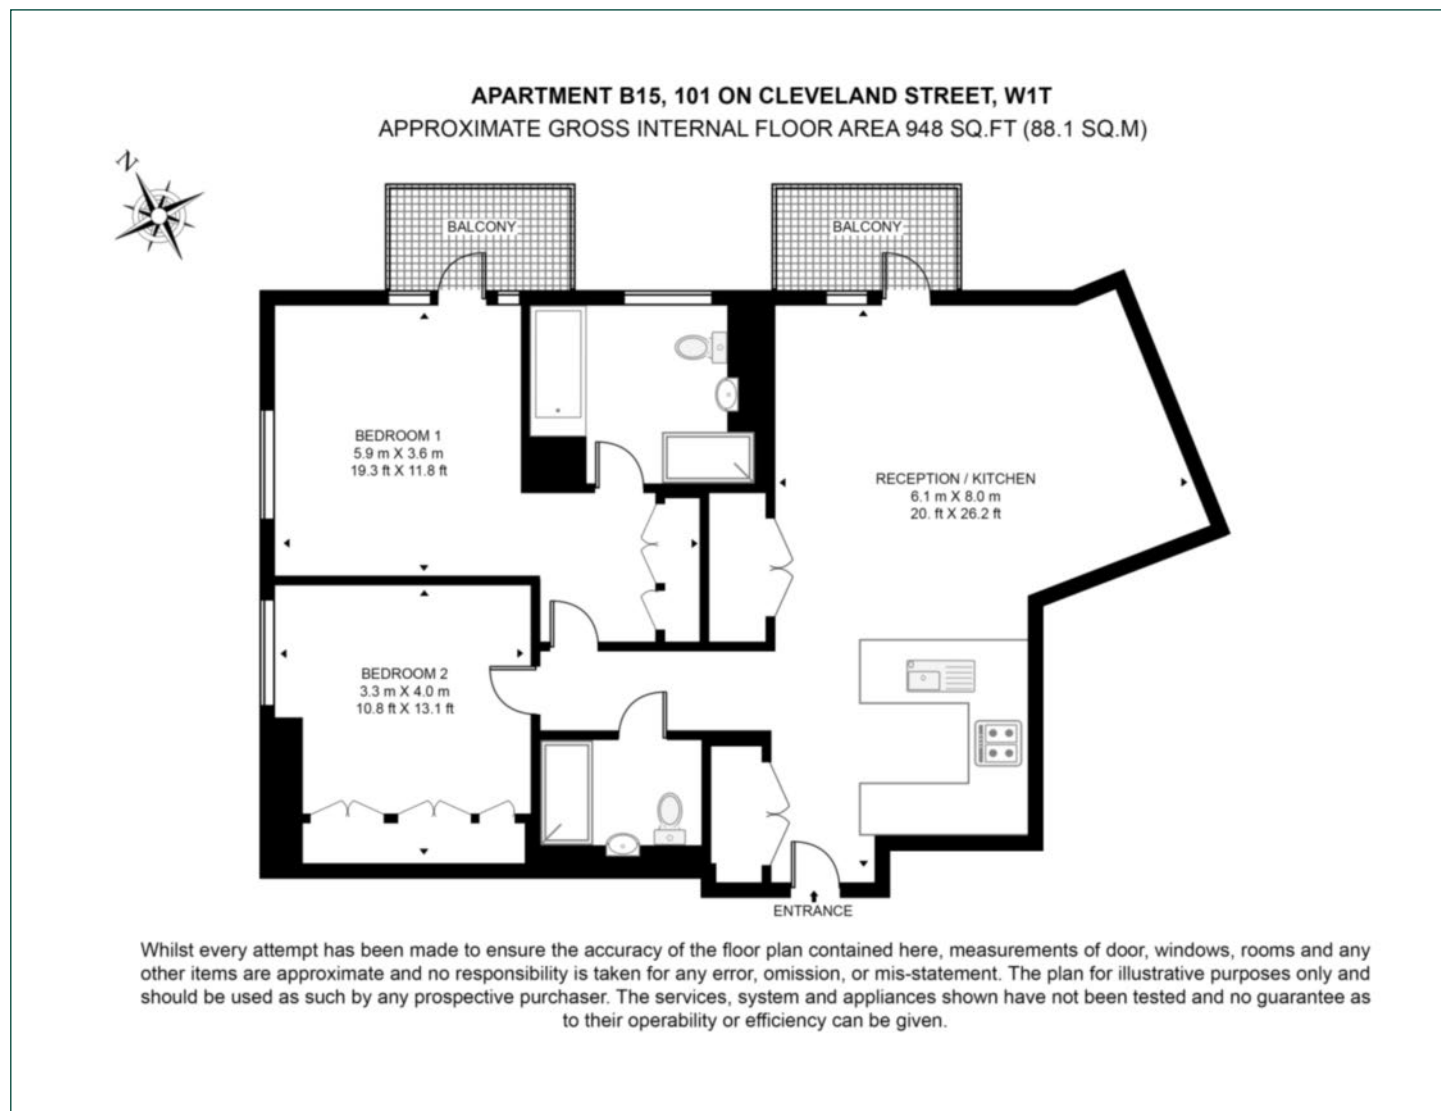 APARTMENT B15, 101 ON CLEVELAND STREET, W1T
APPROXIMATE GROSS INTERNAL FLOOR AREA 948 SQ.FT (88.1 SQ.M)
N
BALCONY
BALCONY
BEDROOM 1
5.9 m X 3.6 m
19.3 ft X 11.8 ft
RECEPTION / KITCHEN
6.1 m X 8.0 m
20. ft X 26.2 ft
BEDROOM 2
3.3 m X 4.0 m
10.8 ft X 13.1 ft
ENTRANCE
Whilst every attempt has been made to ensure the accuracy of the floor plan contained here, measurements of door, windows, rooms and any
other items are approximate and no responsibility is taken for any error, omission, or mis-statement. The plan for illustrative purposes only and
should be used as such by any prospective purchaser. The services, system and appliances shown have not been tested and no guarantee as
to their operability or efficiency can be given.